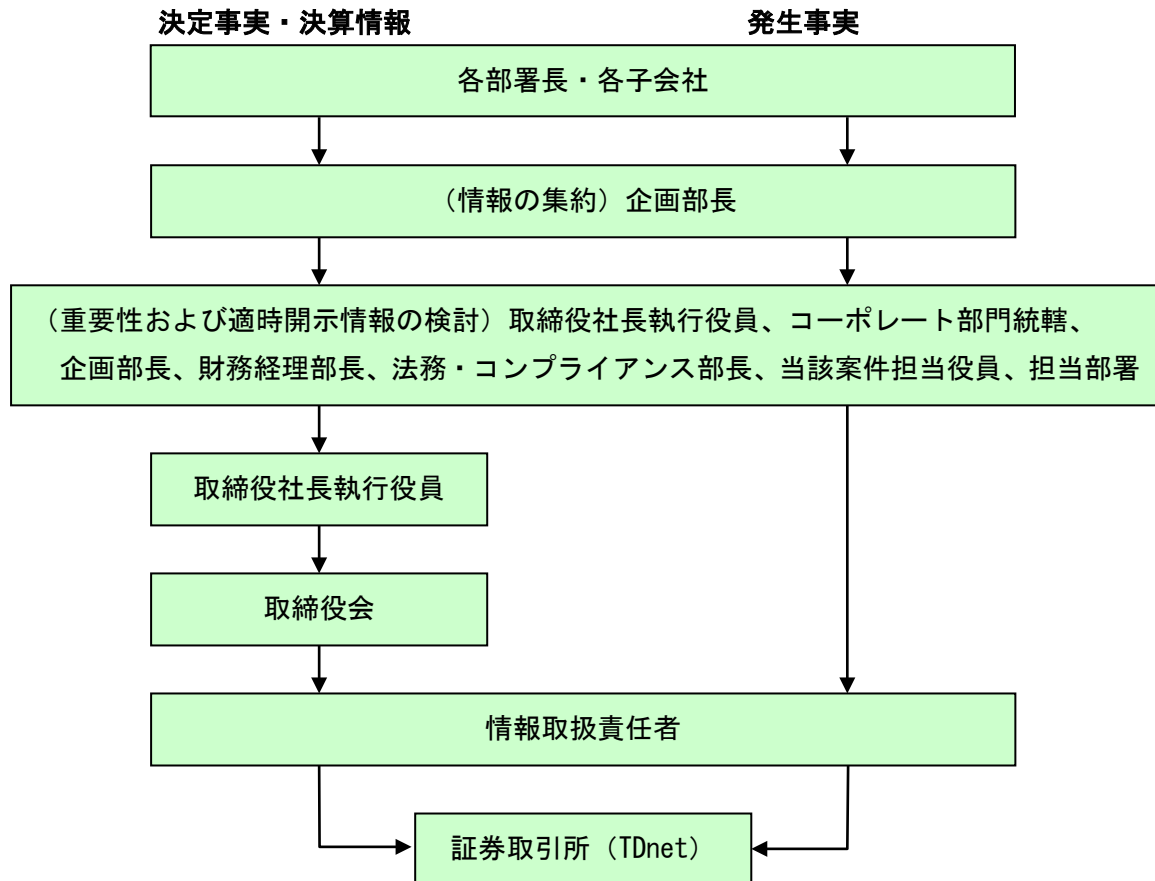 決定事実・決算情報
発生事実
各部署長・各子会社
（情報の集約）企画部長
（重要性および適時開示情報の検討）取締役社長執行役員、コーポレート部門統轄、
企画部長、財務経理部長、法務・コンプライアンス部長、当該案件担当役員、担当部署
取締役社長執行役員
取締役会
情報取扱責任者
証券取引所（TDnet）